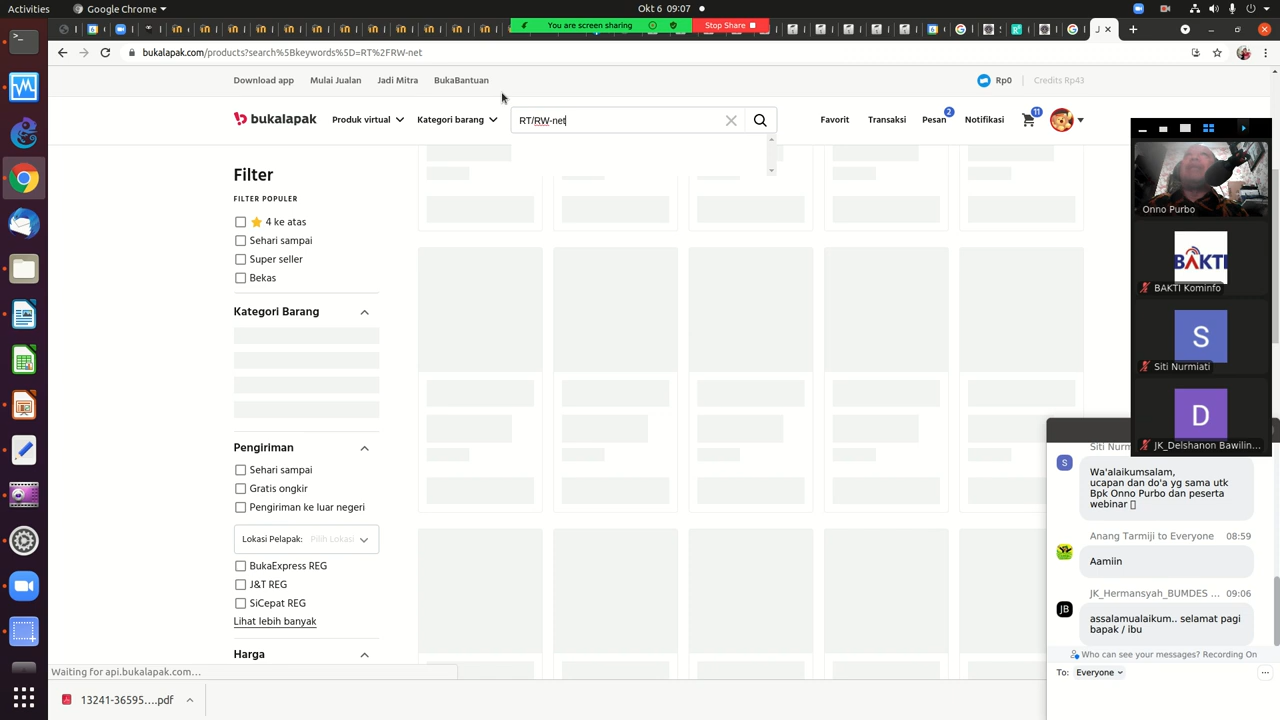 Activities
Google Chrome
Okt 6 09:07
You are screen sharing
Stop Share
J
bukalapak.com/products?search%5Bkeywords%5D=RT%2FRW-net
Download app
Mulai Jualan
Jadi Mitra
BukaBantuan
Rp0
Credits Rp43
bukalapak
Produk virtual
Kategori barang
RT/RW-net
Favorit
Transaksi
Pesan
2
Notifikasi
11
Filter
FILTER POPULER
4 ke atas
Sehari sampai
Super seller
Bekas
Kategori Barang
Pengiriman
Sehari sampai
Gratis ongkir
Pengiriman ke luar negeri
Lokasi Pelapak: Pilih Lokasi
BukaExpress REG
J&T REG
SiCepat REG
Lihat lebih banyak
Harga
Waiting for api.bukalapak.com...
13241-36595....pdf
Onno Purbo
BAKTI
BAKTI Kominfo
S
Siti Nurmiati
D
JK_Delshanon Bawilin...
Siti Nurm
S
Wa'alaikumsalam,
ucapan dan do'a yg sama utk
Bpk Onno Purbo dan peserta
webinar
Anang Tarmiji to Everyone 08:59
Aamiin
JK_Hermansyah_BUMDES ... 09:06
JB
assalamualaikum.. selamat pagi
bapak / ibu
Who can see your messages? Recording On
To: Everyone